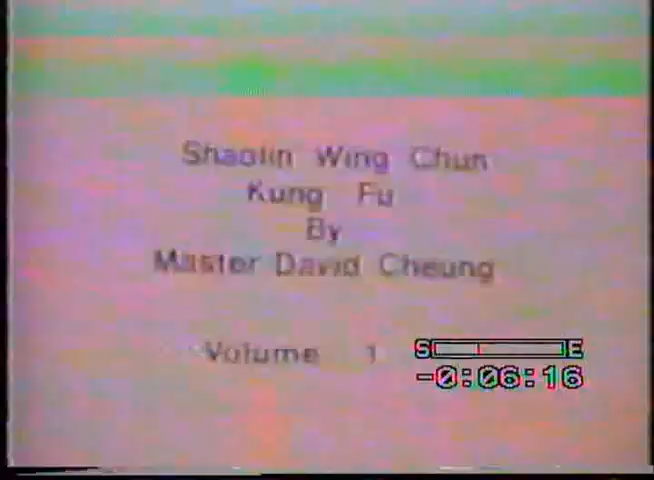 Shaolin Wing Chun
Kung Fu
By
Master David Cheung
Volume 1
S E
-0:06:16